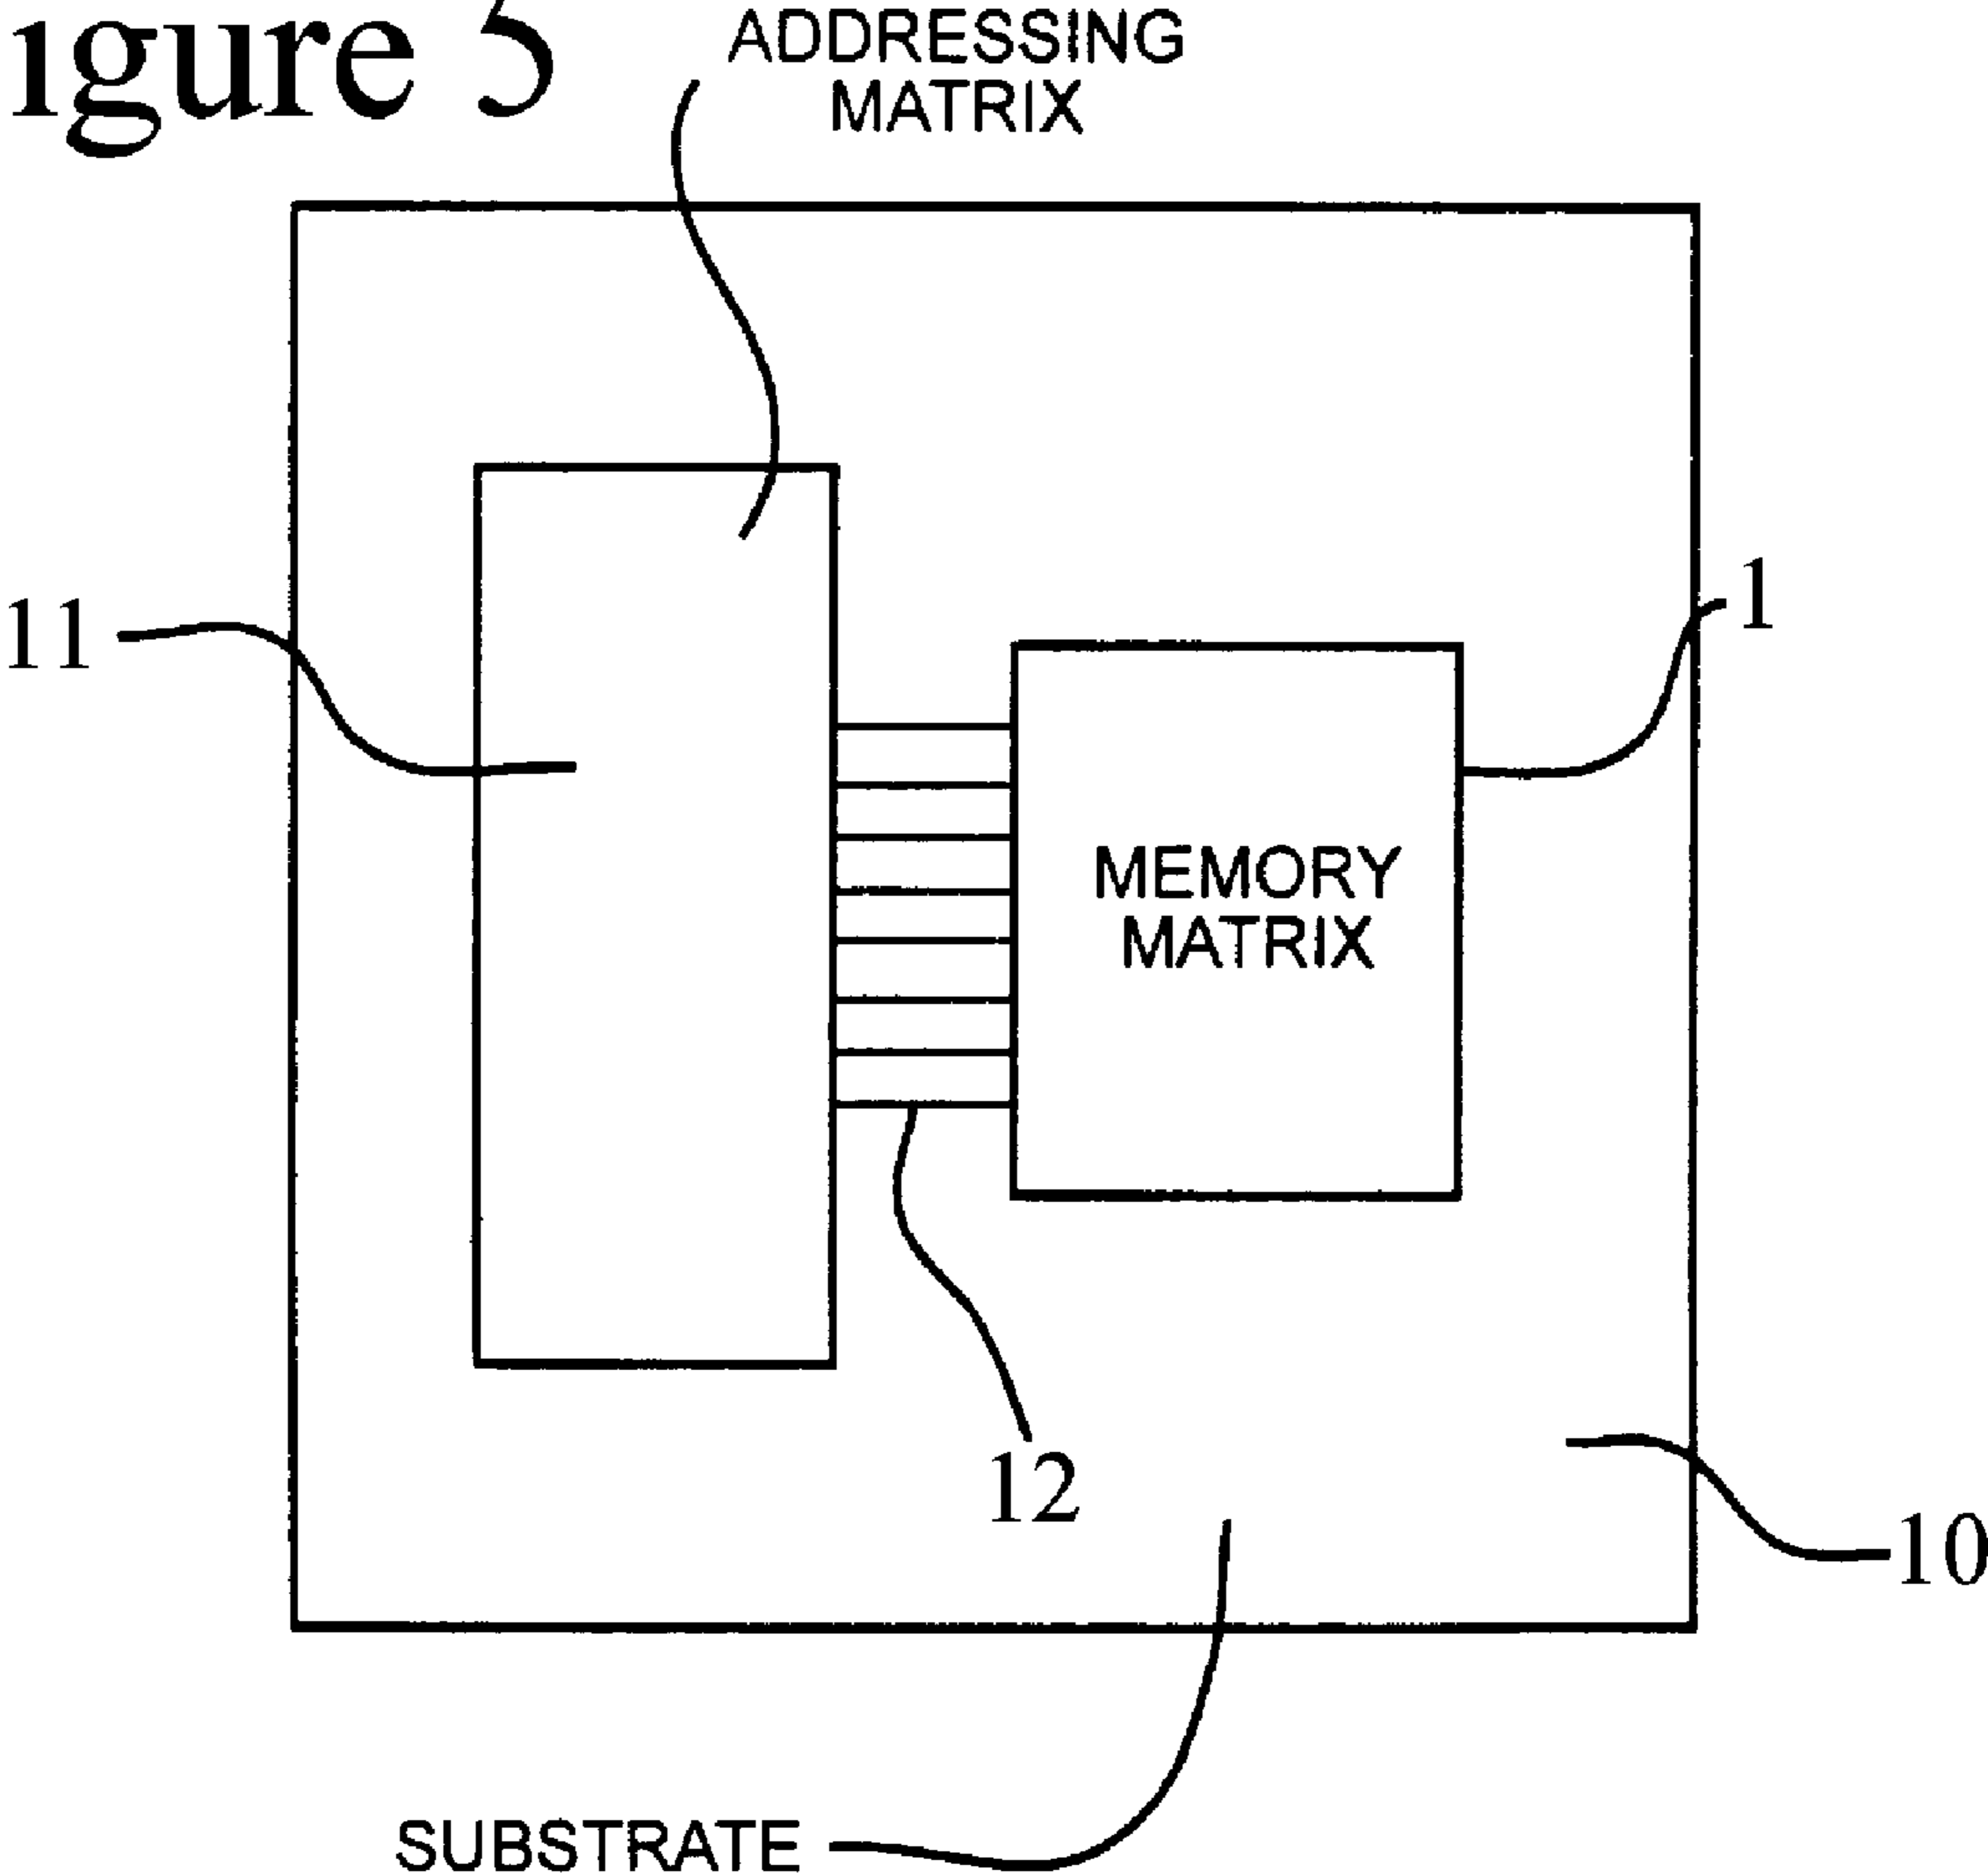 igure 5
ADDRESSING
MATRIX
11
1
MEMORY
MATRIX
12
10
SUBSTRATE